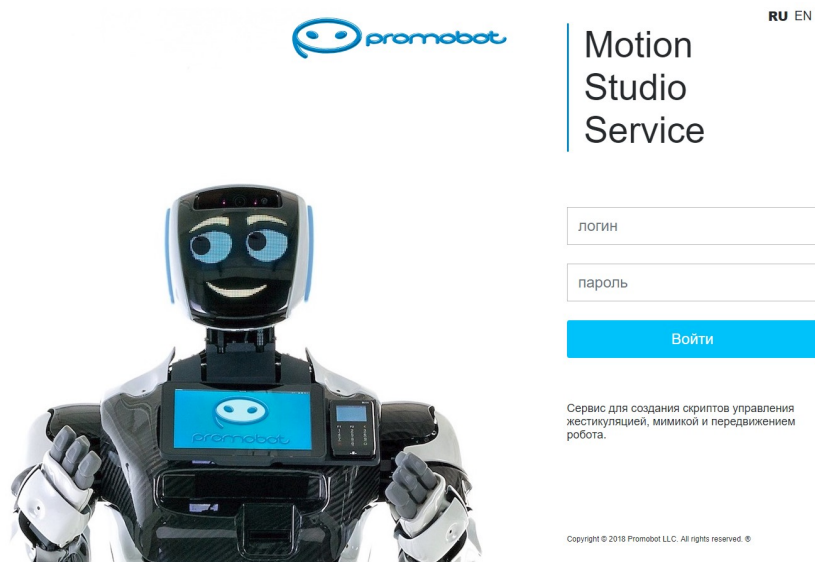 RU EN
promobot
Motion
Studio
Service
логин
пароль
Войти
promobot
Сервис для создания скриптов управления
жестикуляцией, мимикой и передвижением
робота.
Copyright © 2018 Promobot LLC. All rights reserved. ®